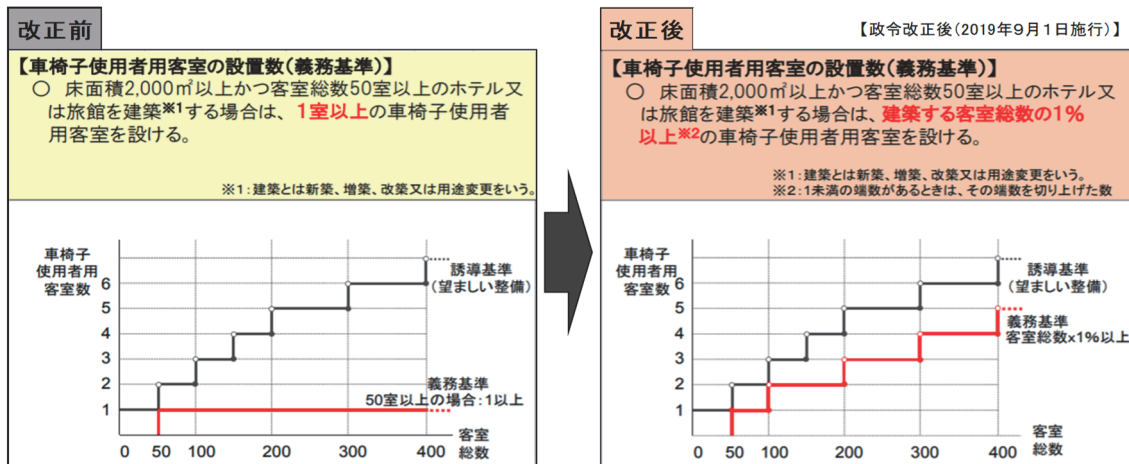 改正前
【車椅子使用者用客室の設置数(義務基準)】
○ 床面積2,000㎡以上かつ客室総数50室以上のホテル又
は旅館を建築※1する場合は、1室以上の車椅子使用者
用客室を設ける。
※1:建築とは新築、増築、改築又は用途変更をいう。
車椅子
使用者用
客室数
6
5
4
3
2
1
0 50 100 200 300 400
誘導基準
(望ましい整備)
義務基準
50室以上の場合:1以上
客室
総数
改正後
【政令改正後(2019年9月1日施行)】
【車椅子使用者用客室の設置数(義務基準)】
○ 床面積2,000㎡以上かつ客室総数50室以上のホテル又
は旅館を建築※1する場合は、建築する客室総数の1%
以上※2の車椅子使用者用客室を設ける。
※1:建築とは新築、増築、改築又は用途変更をいう。
※2:1未満の端数があるときは、その端数を切り上げた数
車椅子
使用者用
客室数
6
5
4
3
2
1
0 50 100 200 300 400
誘導基準
(望ましい整備)
義務基準
客室総数x1%以上
客室
総数